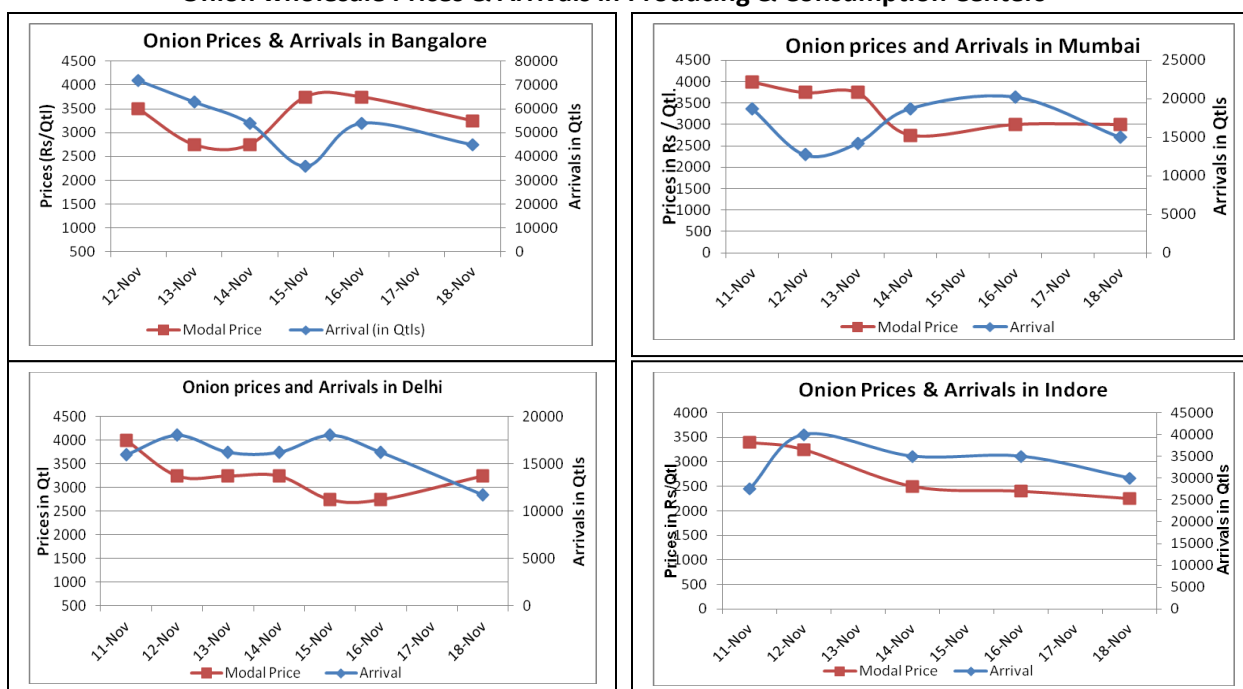 Onion Wholesale Prices & Arrivals in Producing & Consumption Centers
Onion Prices & Arrivals in Bangalore
Prices (Rs/Qtl)
4500
4000
3500
3000
2500
2000
1500
1000
500
80000
70000
60000
50000
40000
30000
20000
10000
0
Arrivals in Qtls
12-Nov
13-Nov
14-Nov
15-Nov
16-Nov
17-Nov
18-Nov
Modal Price
Arrival (in Qtls)
Onion prices and Arrivals in Mumbai
Prices in Rs / Qtl.
4500
4000
3500
3000
2500
2000
1500
1000
500
0
25000
20000
15000
10000
5000
0
Arrivals in Qtls
11-Nov
12-Nov
13-Nov
14-Nov
15-Nov
16-Nov
17-Nov
18-Nov
Modal Price
Arrival
Onion prices and Arrivals in Delhi
Prices in Qtl
4500
4000
3500
3000
2500
2000
1500
1000
500
20000
15000
10000
5000
0
Arrivals in Qtls
11-Nov
12-Nov
13-Nov
14-Nov
15-Nov
16-Nov
17-Nov
18-Nov
Modal Price
Arrival
Onion Prices & Arrivals in Indore
Prices in Rs/Qtl
4000
3500
3000
2500
2000
1500
1000
500
0
45000
40000
35000
30000
25000
20000
15000
10000
5000
0
Arrivals in Qtls
11-Nov
12-Nov
13-Nov
14-Nov
15-Nov
16-Nov
17-Nov
18-Nov
Modal Price
Arrival